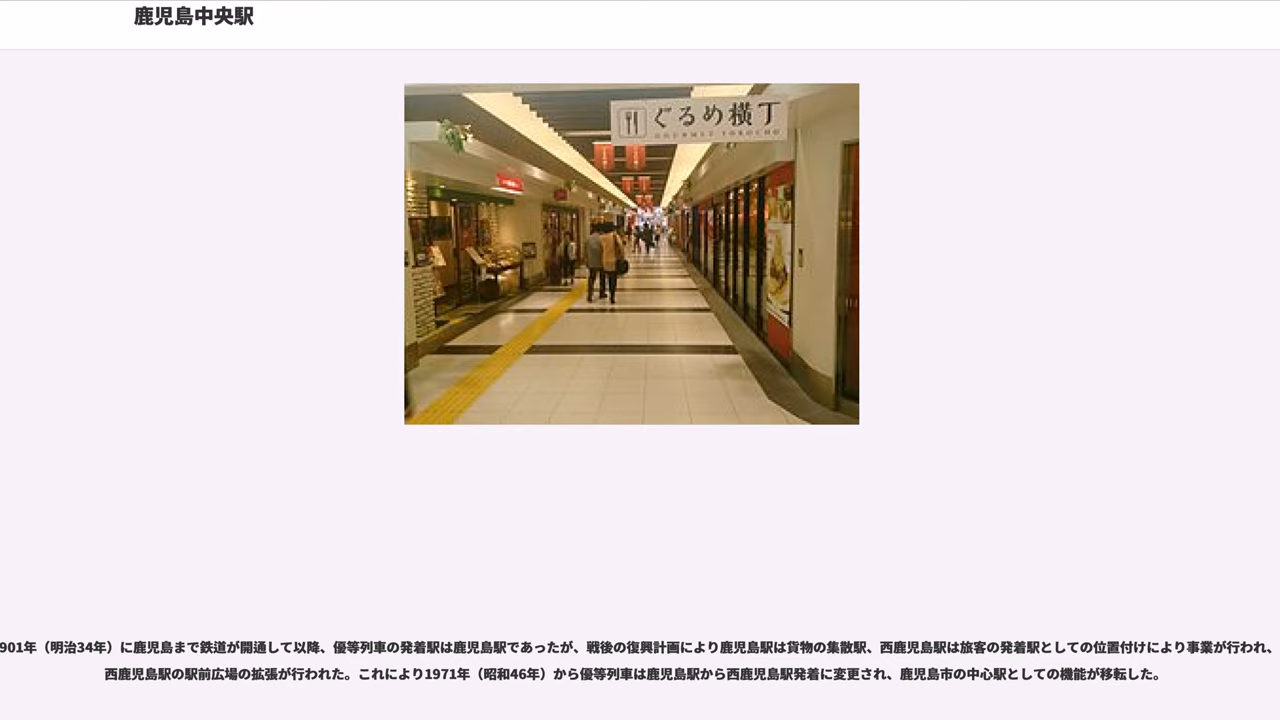 鹿児島中央駅
ぐるめ横丁
GOURMET YOKOCHO
901年（明治34年）に鹿児島まで鉄道が開通して以降、優等列車の発着駅は鹿児島駅であったが、戦後の復興計画により鹿児島駅は貨物の集散駅、西鹿児島駅は旅客の発着駅としての位置付けにより事業が行われ、
西鹿児島駅の駅前広場の拡張が行われた。これにより1971年（昭和46年）から優等列車は鹿児島駅から西鹿児島駅発着に変更され、鹿児島市の中心駅としての機能が移転した。